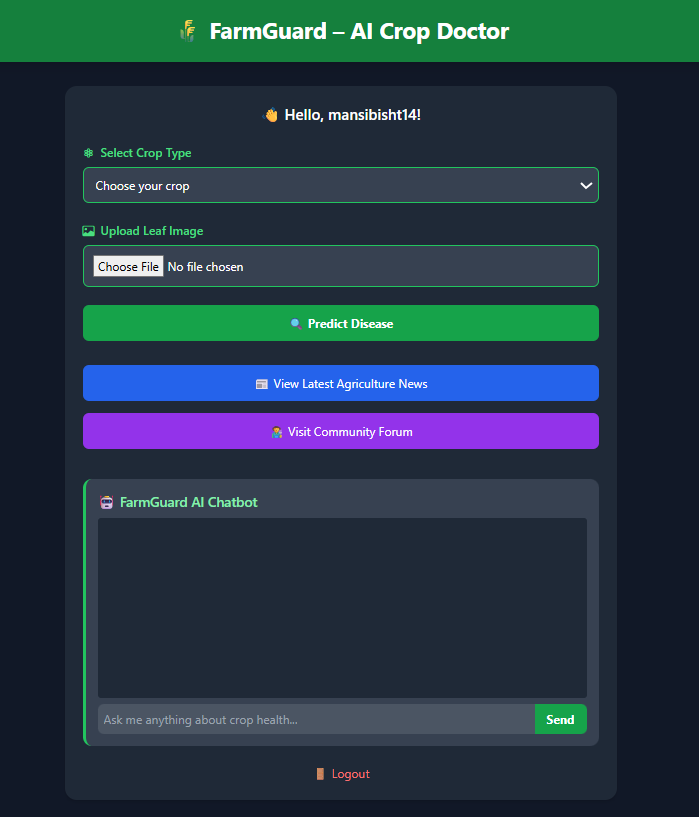 FarmGuard – AI Crop Doctor
Hello, mansibisht14!
Select Crop Type
Choose your crop
Upload Leaf Image
Choose File No file chosen
Predict Disease
View Latest Agriculture News
Visit Community Forum
FarmGuard AI Chatbot
Ask me anything about crop health...
Send
Logout